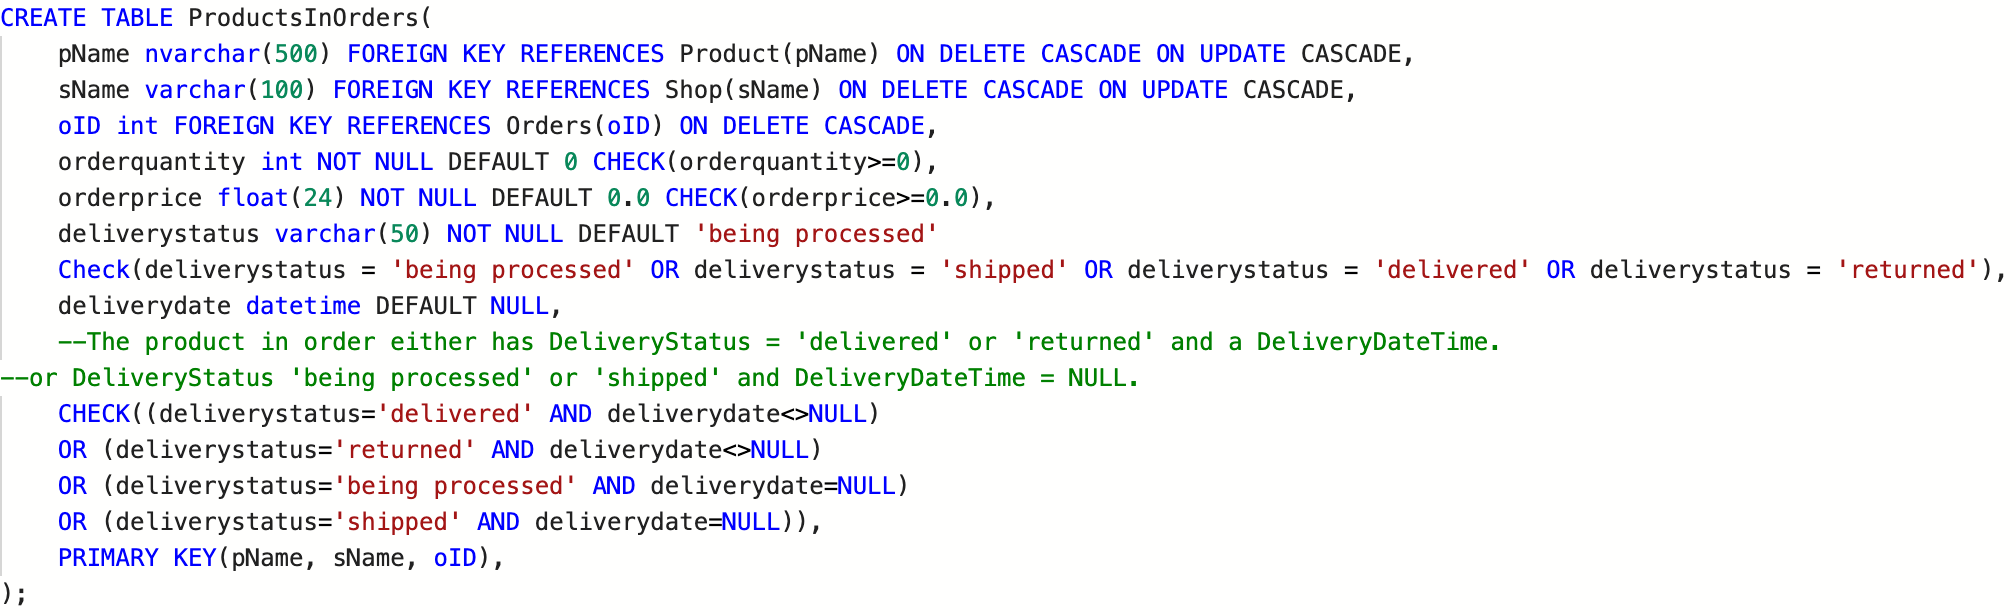 CREATE TABLE ProductsInOrders(
    pName nvarchar(500) FOREIGN KEY REFERENCES Product(pName) ON DELETE CASCADE ON UPDATE CASCADE,
    sName varchar(100) FOREIGN KEY REFERENCES Shop(sName) ON DELETE CASCADE ON UPDATE CASCADE,
    oID int FOREIGN KEY REFERENCES Orders(oID) ON DELETE CASCADE,
    orderquantity int NOT NULL DEFAULT 0 CHECK(orderquantity>=0),
    orderprice float(24) NOT NULL DEFAULT 0.0 CHECK(orderprice>=0.0),
    deliverystatus varchar(50) NOT NULL DEFAULT 'being processed'
    Check(deliverystatus = 'being processed' OR deliverystatus = 'shipped' OR deliverystatus = 'delivered' OR deliverystatus = 'returned'),
    deliverydate datetime DEFAULT NULL,
    --The product in order either has DeliveryStatus = 'delivered' or 'returned' and a DeliveryDateTime.
--or DeliveryStatus 'being processed' or 'shipped' and DeliveryDateTime = NULL.
    CHECK((deliverystatus='delivered' AND deliverydate<>NULL)
    OR (deliverystatus='returned' AND deliverydate<>NULL)
    OR (deliverystatus='being processed' AND deliverydate=NULL)
    OR (deliverystatus='shipped' AND deliverydate=NULL)),
    PRIMARY KEY(pName, sName, oID),
);